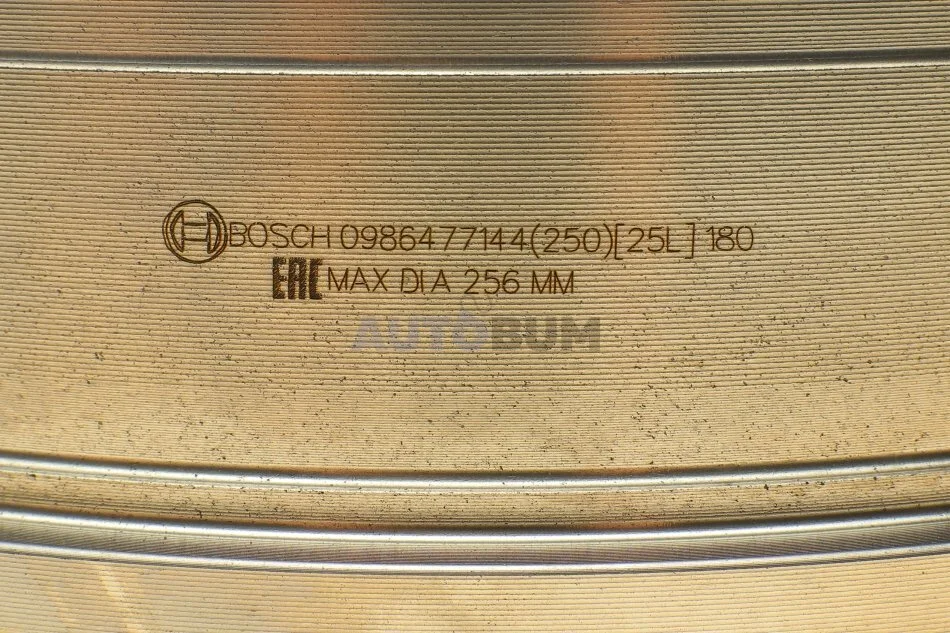 BOSCH 0986477144(250)[25L] 180
EAC MAX DIA 256 MM
AUTOBUM